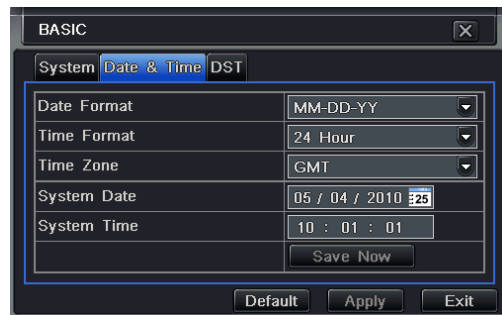 BASIC
System Date & Time DST
Date Format MM-DD-YY
Time Format 24 Hour
Time Zone GMT
System Date 05 / 04 / 2010 25
System Time 10 : 01 : 01
Save Now
Default Apply Exit